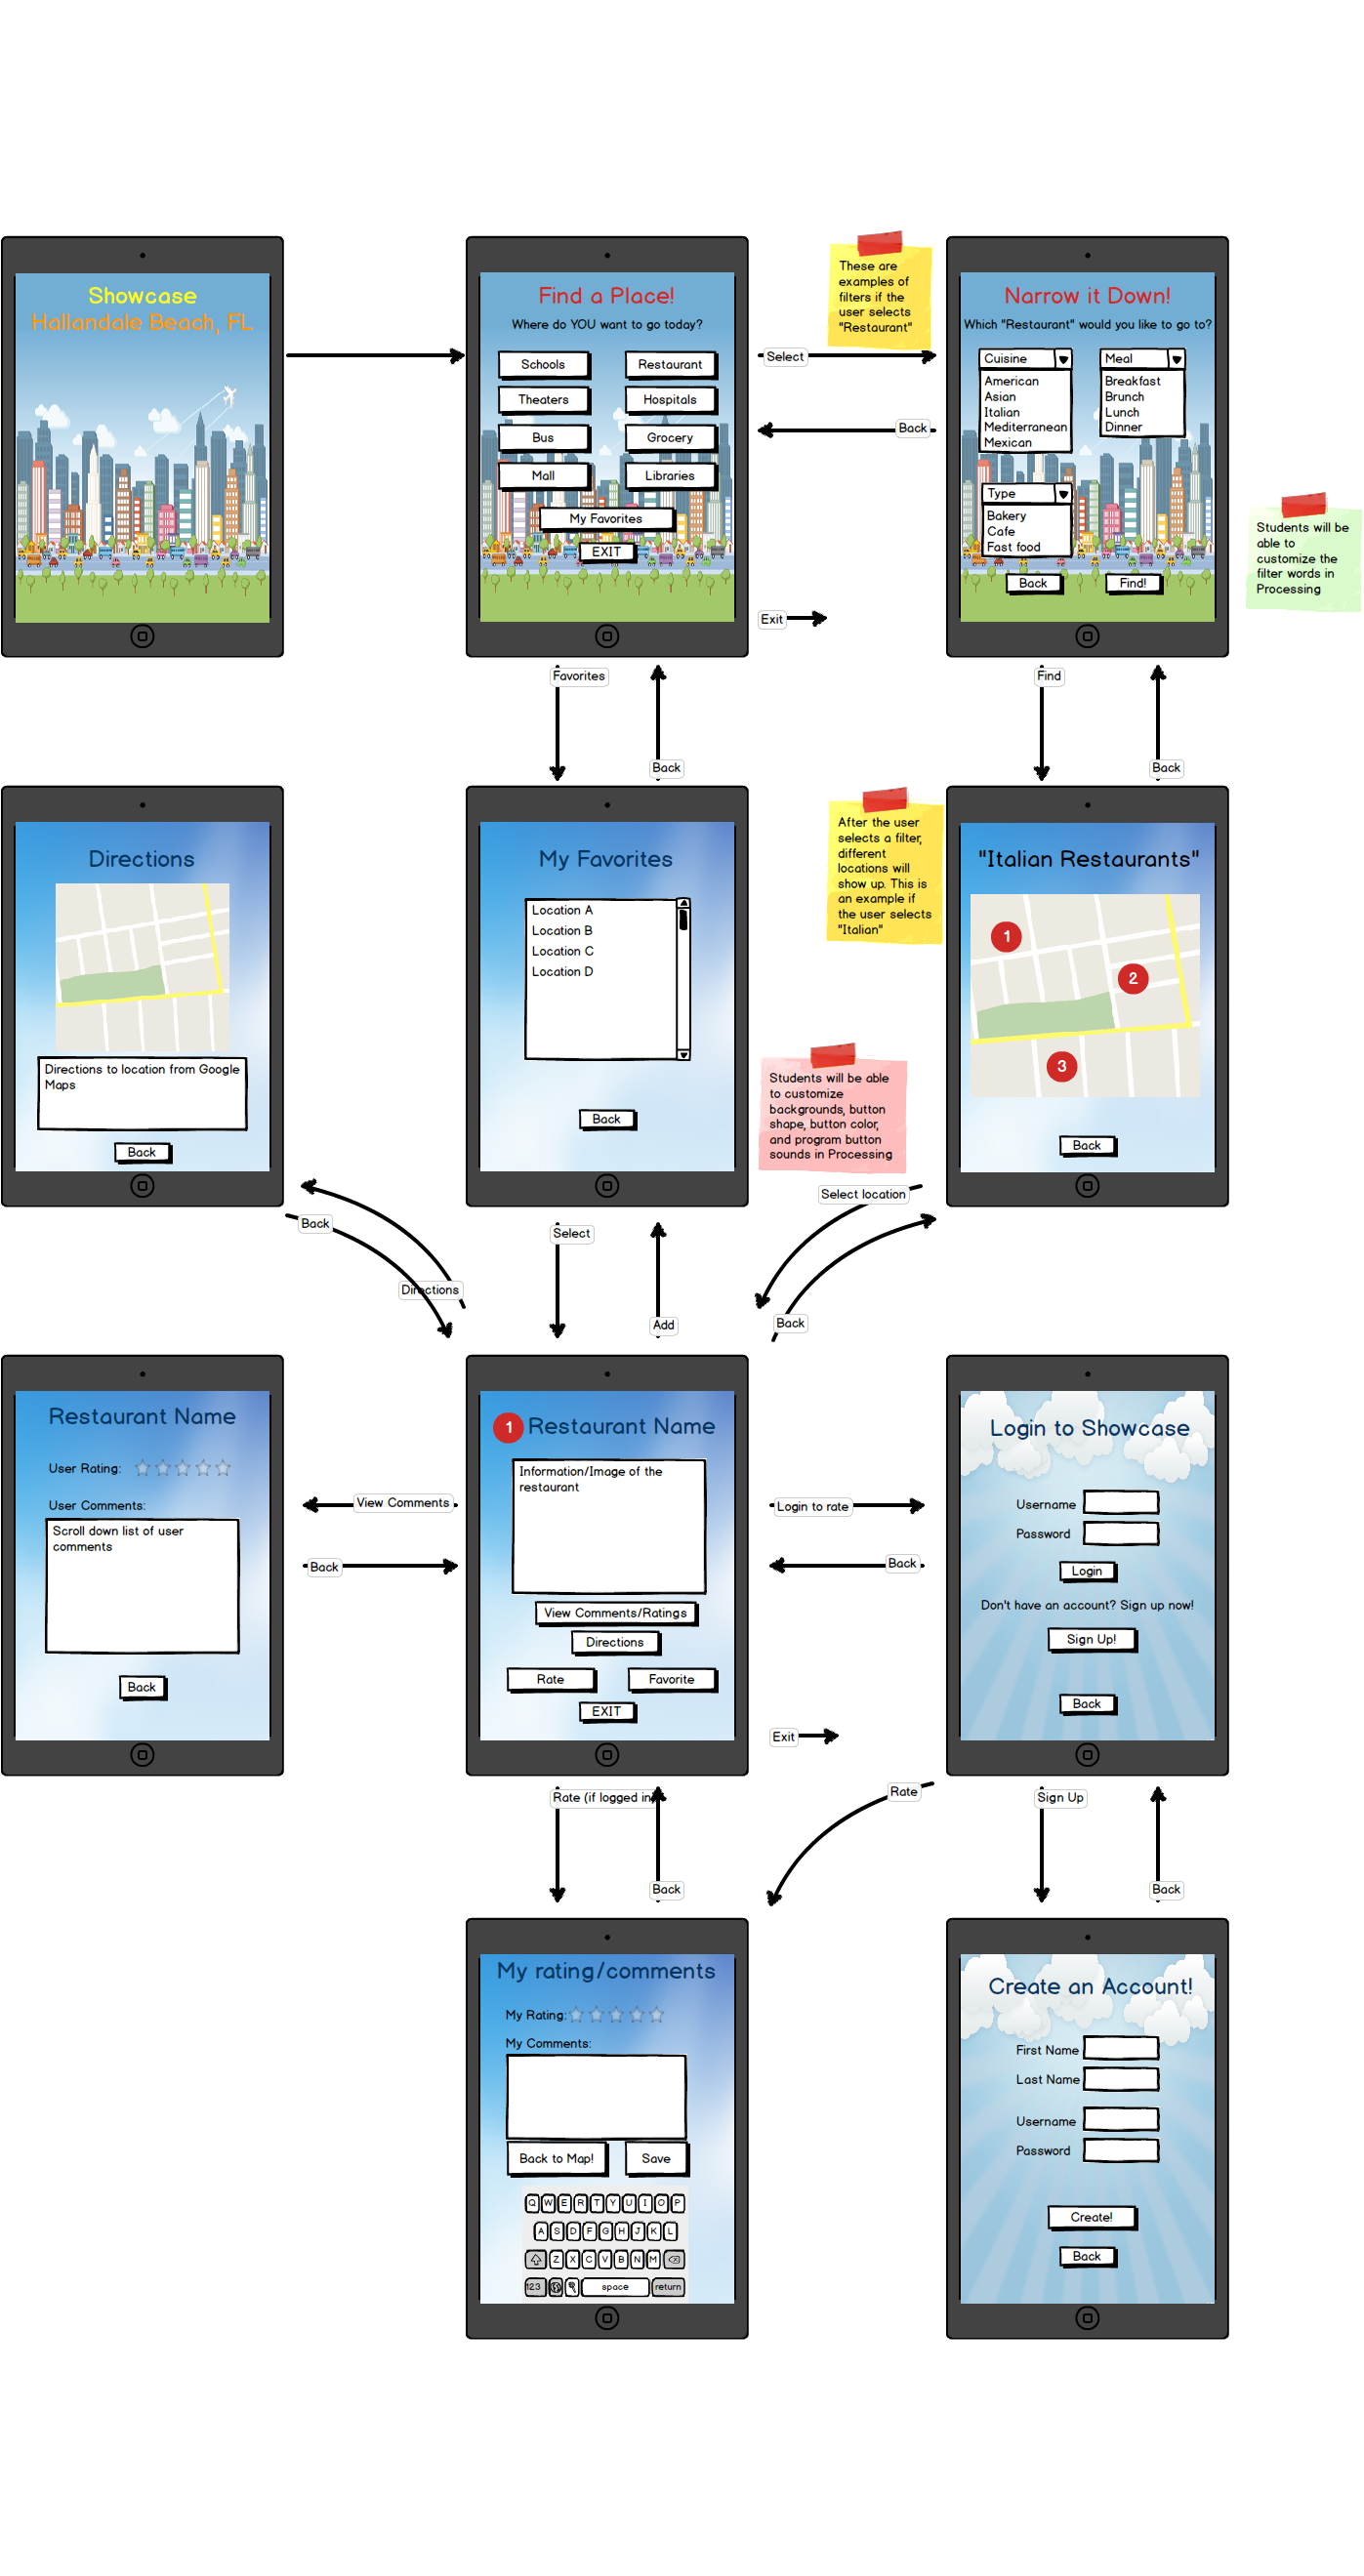 Showcase
Hallandale Beach, FL
Find a Place!
Where do YOU want to go today?
Schools
Restaurant
Theaters
Hospitals
Bus
Grocery
Mall
Libraries
My Favorites
EXIT
These are
examples of
filters if the
user selects
"Restaurant"
Select
Back
Exit
Narrow it Down!
Which "Restaurant" would you like to go to?
Cuisine
American
Asian
Italian
Mediterranean
Mexican
Meal
Breakfast
Brunch
Lunch
Dinner
Type
Bakery
Cafe
Fast food
Back
Find!
Students will be
able to
customize the
filter words in
Processing
Favorites
Back
Find
Back
Directions
Directions to location from Google
Maps
Back
My Favorites
Location A
Location B
Location C
Location D
Back
After the user
selects a filter,
different
locations will
show up. This is
an example if
the user selects
"Italian"
Students will be able
to customize
backgrounds, button
shape, button color,
and program button
sounds in Processing
"Italian Restaurants"
1
2
3
Back
Back
Directions
Select
Add
Select location
Back
Restaurant Name
User Rating:
User Comments:
Scroll down list of user
comments
Back
View Comments
Back
1 Restaurant Name
Information/Image of the
restaurant
View Comments/Ratings
Directions
Rate
Favorite
EXIT
Login to rate
Back
Exit
Login to Showcase
Username
Password
Login
Don't have an account? Sign up now!
Sign Up!
Back
Rate (if logged in)
Back
Rate
Sign Up
Back
My rating/comments
My Rating:
My Comments:
Back to Map!
Save
Q W E R T Y U I O P
A S D F G H J K L
Z X C V B N M
123 space return
Create an Account!
First Name
Last Name
Username
Password
Create!
Back